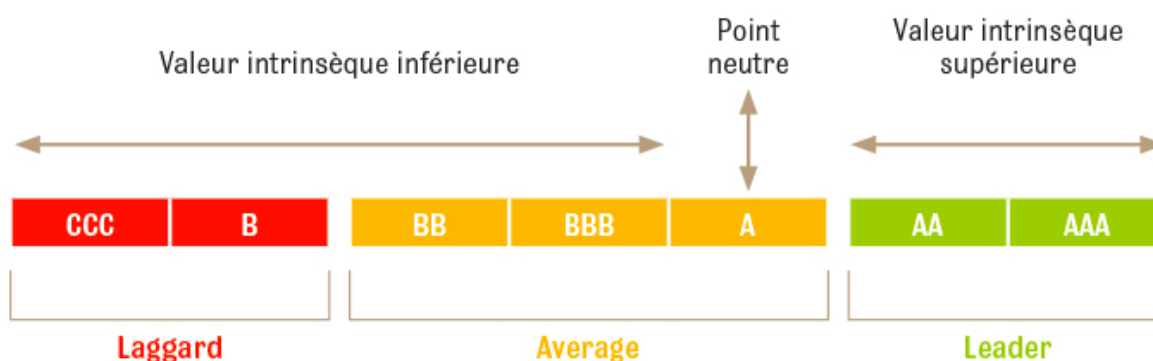 Valeur intrinsèque inférieure
Point
neutre
Valeur intrinsèque
supérieure
CCC
B
BB
BBB
A
AA
AAA
Laggard
Average
Leader